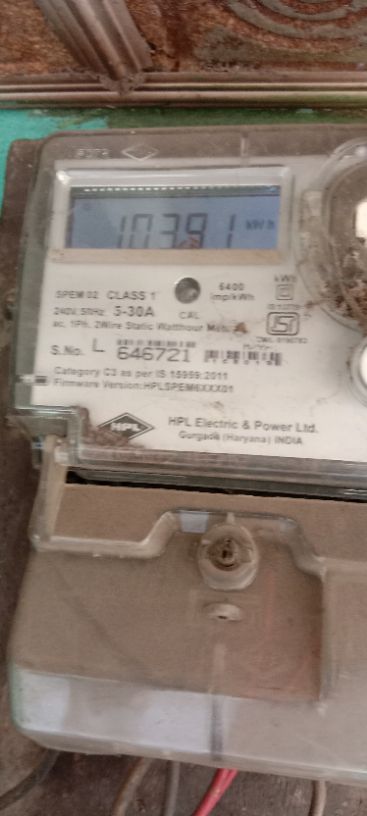 10391 kWh
SPEM 02 CLASS 1
6400 imp/kWh
240V, 50Hz 5-30A CAL
kWh
ac, 1Ph. 2Wire Static Watthour
S.No. L 646721
Category C3 as per IS 15959:2011
Firmware Version:HPLSPEM6XXX01
HPL
HPL Electric & Power Ltd.
Gurgaon (Haryana) INDIA